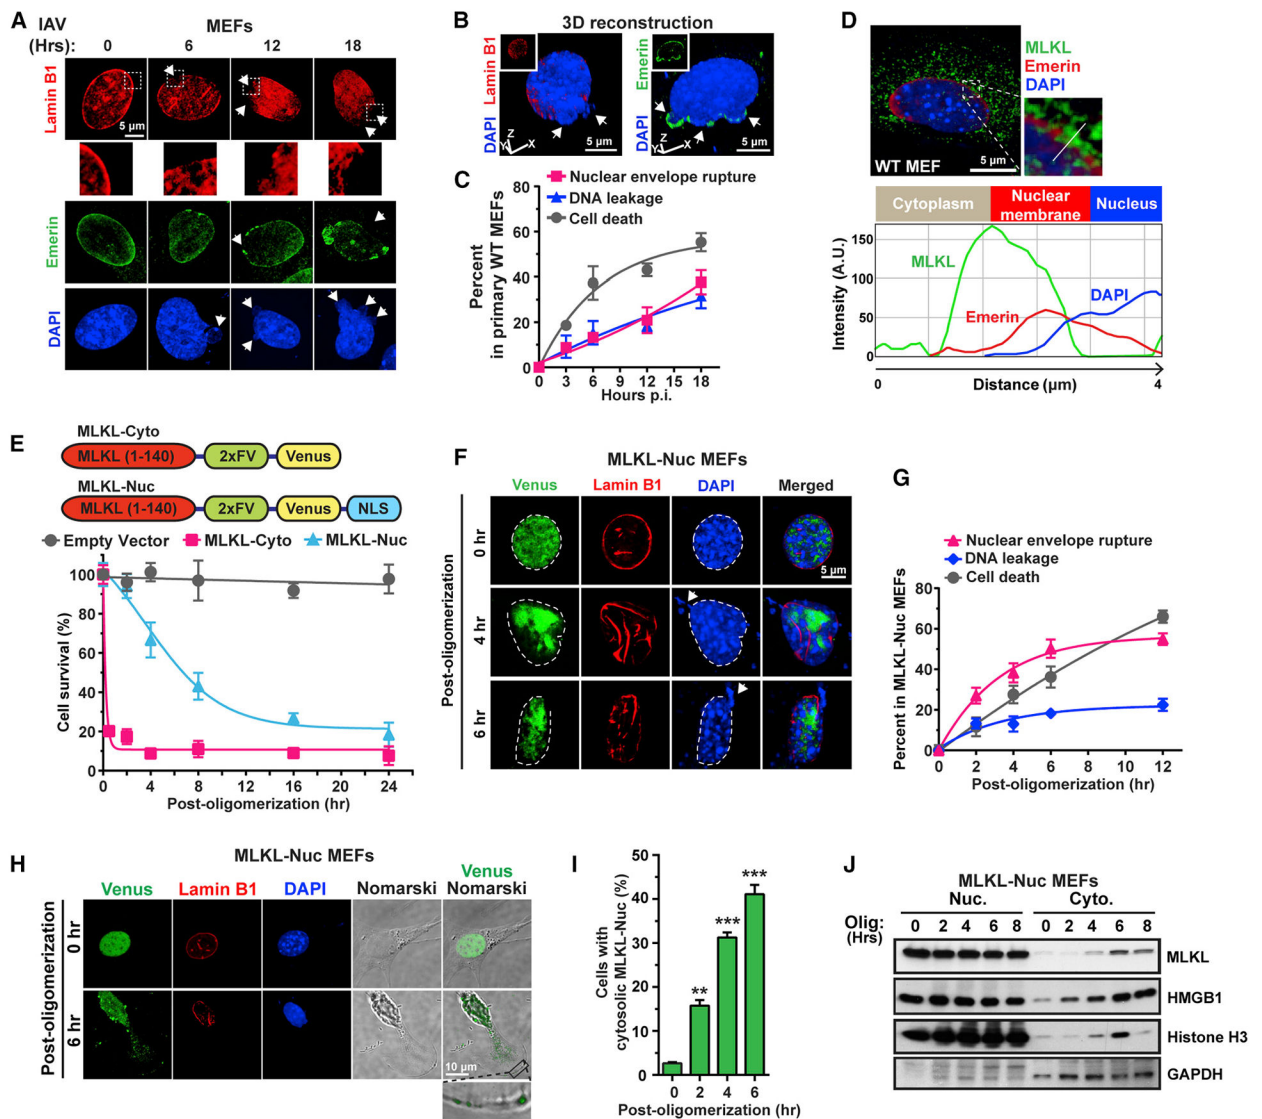 A
IAV
(Hrs):
MEFs
0 6 12 18
Lamin B1
5 μm
Emerin
DAPI
B
3D reconstruction
DAPI Lamin B1
Z
Y X
5 μm
DAPI Emerin
Z
Y X
5 μm
C
Nuclear envelope rupture
DNA leakage
Cell death
Percent
in primary WT MEFs
80
60
40
20
0
0 3 6 9 12 15 18
Hours p.i.
D
MLKL
Emerin
DAPI
WT MEF
5 μm
Cytoplasm
Nuclear
membrane
Nucleus
Intensity (A.U.)
150
100
50
0
MLKL
Emerin
DAPI
0 Distance (μm) 4
E
MLKL-Cyto
MLKL (1-140) 2xFV Venus
MLKL-Nuc
MLKL (1-140) 2xFV Venus NLS
Empty Vector MLKL-Cyto MLKL-Nuc
Cell survival (%)
100
80
60
40
20
0
0 4 8 12 16 20 24
Post-oligomerization (hr)
F
MLKL-Nuc MEFs
Venus Lamin B1 DAPI Merged
Post-oligomerization
0 hr
5 μm
4 hr
6 hr
G
Nuclear envelope rupture
DNA leakage
Cell death
Percent in MLKL-Nuc MEFs
80
60
40
20
0
0 2 4 6 8 10 12
Post-oligomerization (hr)
H
MLKL-Nuc MEFs
Venus Lamin B1 DAPI Nomarski
Venus
Nomarski
Post-oligomerization
0 hr
6 hr
10 μm
I
Cells with
cytosolic MLKL-Nuc (%)
50
40
30
20
10
0
** *** ***
0 2 4 6
Post-oligomerization (hr)
J
MLKL-Nuc MEFs
Nuc. Cyto.
Olig:
(Hrs)
0 2 4 6 8 0 2 4 6 8
MLKL
HMGB1
Histone H3
GAPDH